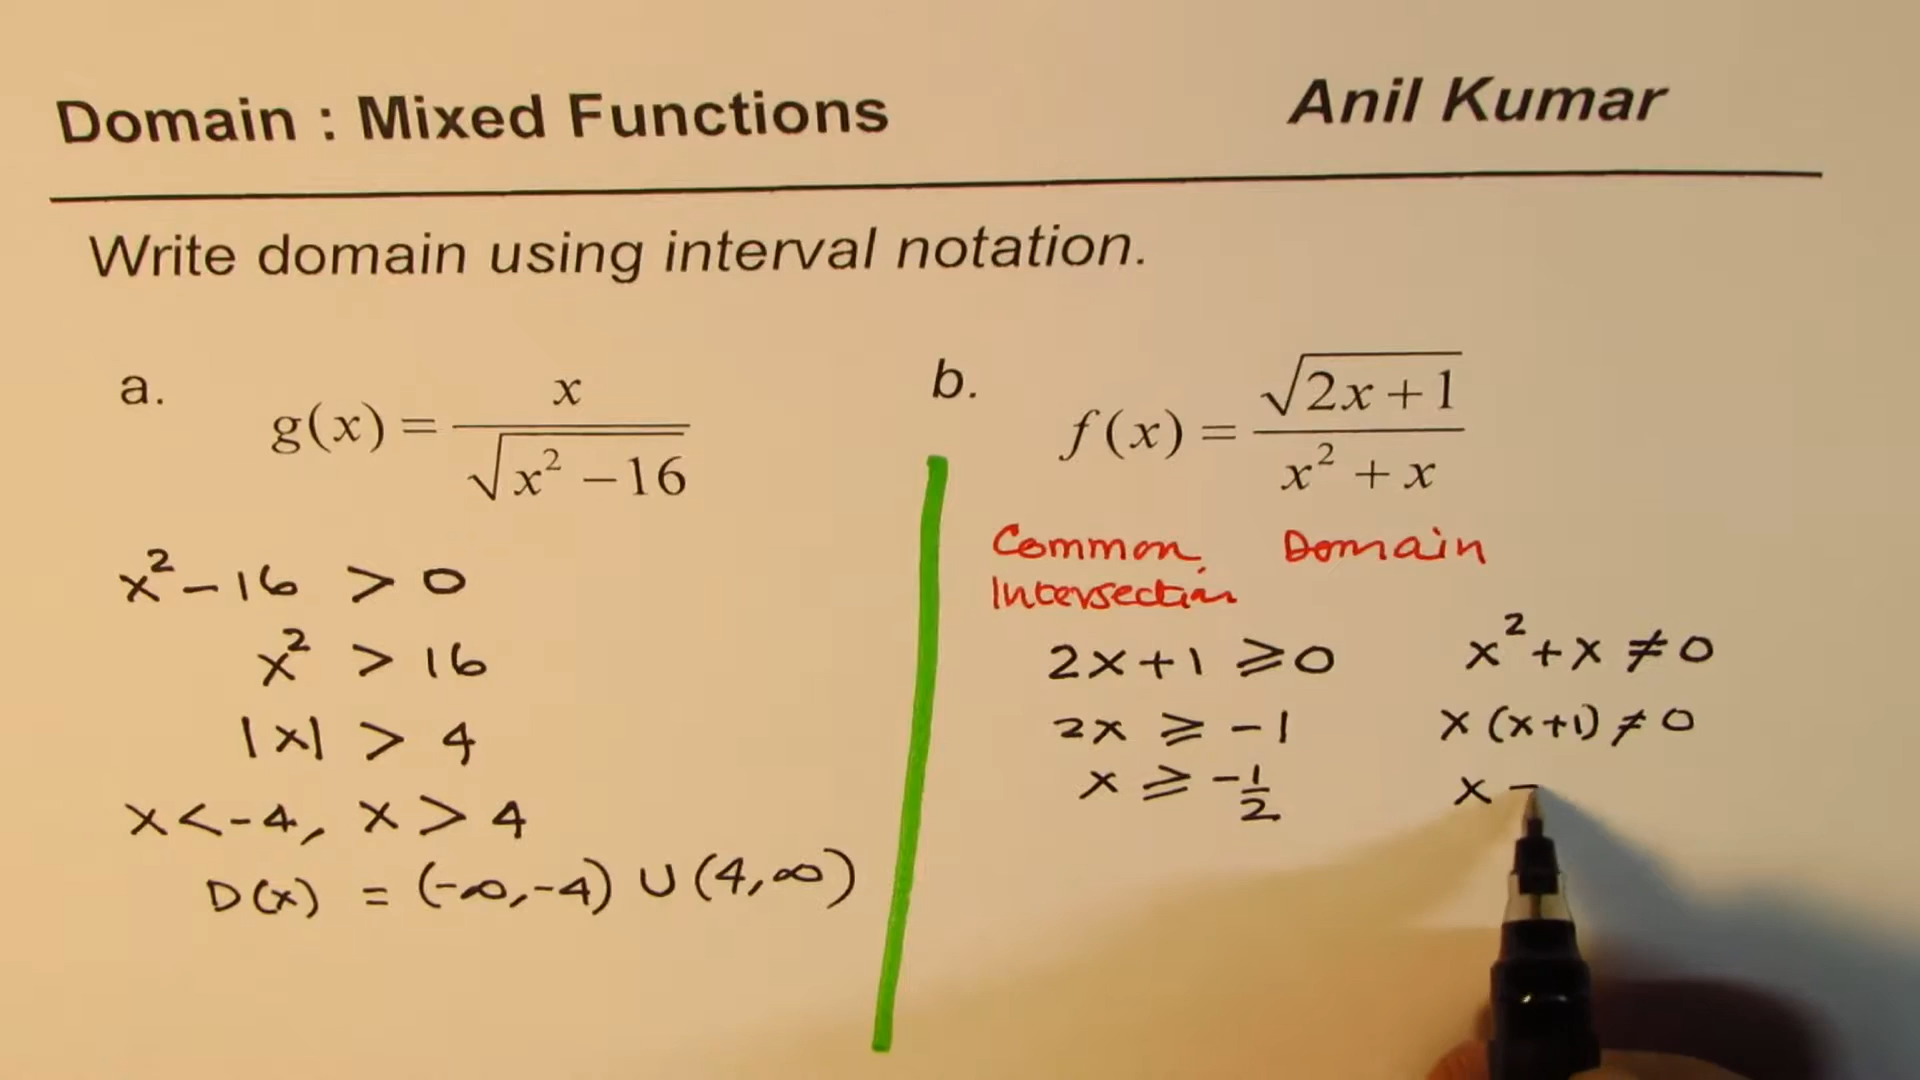 Domain : Mixed Functions Anil Kumar
Write domain using interval notation.
a. g(x) = x / √(x² − 16)
x² − 16 > 0
x² > 16
|x| > 4
x < -4, x > 4
D(x) = (-∞, -4) ∪ (4, ∞)
b. f(x) = √(2x + 1) / (x² + x)
Common Domain
Intersection
2x + 1 ≥ 0
2x ≥ -1
x ≥ -1/2
x² + x ≠ 0
x (x+1) ≠ 0
x -